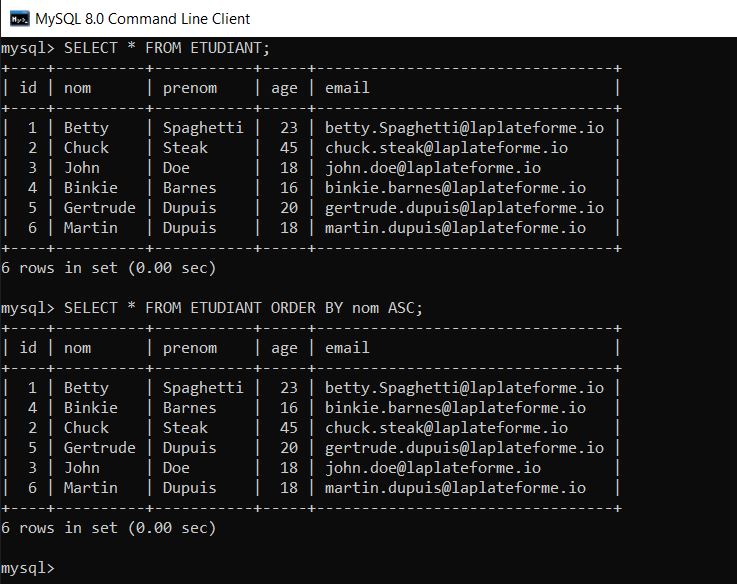 MySQL 8.0 Command Line Client
mysql> SELECT * FROM ETUDIANT;
+----+----------+-----------+-----+---------------------------------+
| id | nom      | prenom    | age | email                           |
+----+----------+-----------+-----+---------------------------------+
|  1 | Betty    | Spaghetti |  23 | betty.Spaghetti@laplateforme.io |
|  2 | Chuck    | Steak     |  45 | chuck.steak@laplateforme.io     |
|  3 | John     | Doe       |  18 | john.doe@laplateforme.io        |
|  4 | Binkie   | Barnes    |  16 | binkie.barnes@laplateforme.io   |
|  5 | Gertrude | Dupuis    |  20 | gertrude.dupuis@laplateforme.io |
|  6 | Martin   | Dupuis    |  18 | martin.dupuis@laplateforme.io   |
+----+----------+-----------+-----+---------------------------------+
6 rows in set (0.00 sec)
mysql> SELECT * FROM ETUDIANT ORDER BY nom ASC;
+----+----------+-----------+-----+---------------------------------+
| id | nom      | prenom    | age | email                           |
+----+----------+-----------+-----+---------------------------------+
|  1 | Betty    | Spaghetti |  23 | betty.Spaghetti@laplateforme.io |
|  4 | Binkie   | Barnes    |  16 | binkie.barnes@laplateforme.io   |
|  2 | Chuck    | Steak     |  45 | chuck.steak@laplateforme.io     |
|  5 | Gertrude | Dupuis    |  20 | gertrude.dupuis@laplateforme.io |
|  3 | John     | Doe       |  18 | john.doe@laplateforme.io        |
|  6 | Martin   | Dupuis    |  18 | martin.dupuis@laplateforme.io   |
+----+----------+-----------+-----+---------------------------------+
6 rows in set (0.00 sec)
mysql>